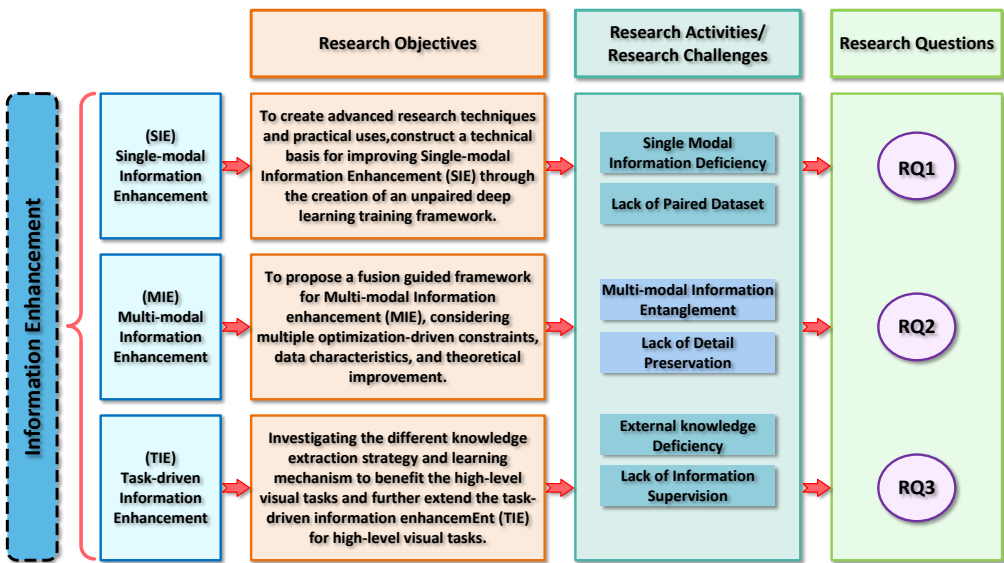 Research Objectives
Research Activities/
Research Challenges
Research Questions
Information Enhancement
(SIE)
Single-modal
Information
Enhancement
To create advanced research techniques
and practical uses,construct a technical
basis for improving Single-modal
Information Enhancement (SIE) through
the creation of an unpaired deep
learning training framework.
Single Modal
Information Deficiency
Lack of Paired Dataset
RQ1
(MIE)
Multi-modal
Information
Enhancement
To propose a fusion guided framework
for Multi-modal Information
enhancement (MIE), considering
multiple optimization-driven constraints,
data characteristics, and theoretical
improvement.
Multi-modal Information
Entanglement
Lack of Detail
Preservation
RQ2
(TIE)
Task-driven
Information
Enhancement
Investigating the different knowledge
extraction strategy and learning
mechanism to benefit the high-level
visual tasks and further extend the task-
driven information enhancemEnt (TIE)
for high-level visual tasks.
External knowledge
Deficiency
Lack of Information
Supervision
RQ3